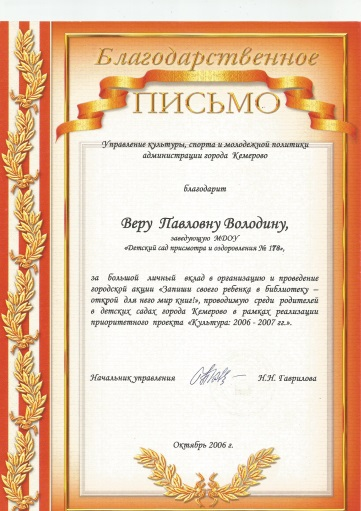 Благодарственное
ПИСЬМО
Управление культуры, спорта и молодежной политики
администрации города Кемерово
благодарит
Веру Павловну Володину,
заведующую МДОУ
«Детский сад присмотра и оздоровления № 178»,
за большой личный вклад в организацию и проведение
городской акции «Запиши своего ребенка в библиотеку –
открой для него мир книг!», проводимую среди родителей
в детских садах города Кемерово в рамках реализации
приоритетного проекта «Культура: 2006 - 2007 гг.».
Начальник управления Н.Н. Гаврилова
Октябрь 2006 г.